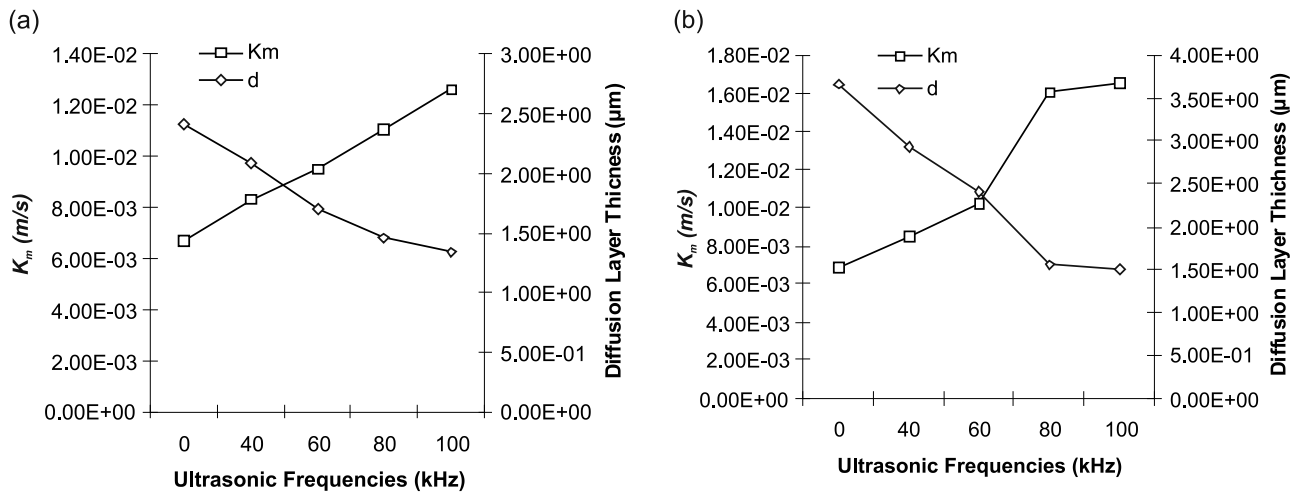 (a)
Km
d
1.40E-02
1.20E-02
1.00E-02
8.00E-03
6.00E-03
4.00E-03
2.00E-03
0.00E+00
Km (m/s)
3.00E+00
2.50E+00
2.00E+00
1.50E+00
1.00E+00
5.00E-01
0.00E+00
Diffusion Layer Thicness (µm)
0 40 60 80 100
Ultrasonic Frequencies (kHz)
(b)
Km
d
1.80E-02
1.60E-02
1.40E-02
1.20E-02
1.00E-02
8.00E-03
6.00E-03
4.00E-03
2.00E-03
0.00E+00
Km (m/s)
4.00E+00
3.50E+00
3.00E+00
2.50E+00
2.00E+00
1.50E+00
1.00E+00
5.00E-01
0.00E+00
Diffusion Layer Thichness (µm)
0 40 60 80 100
Ultrasonic Frequencies (kHz)